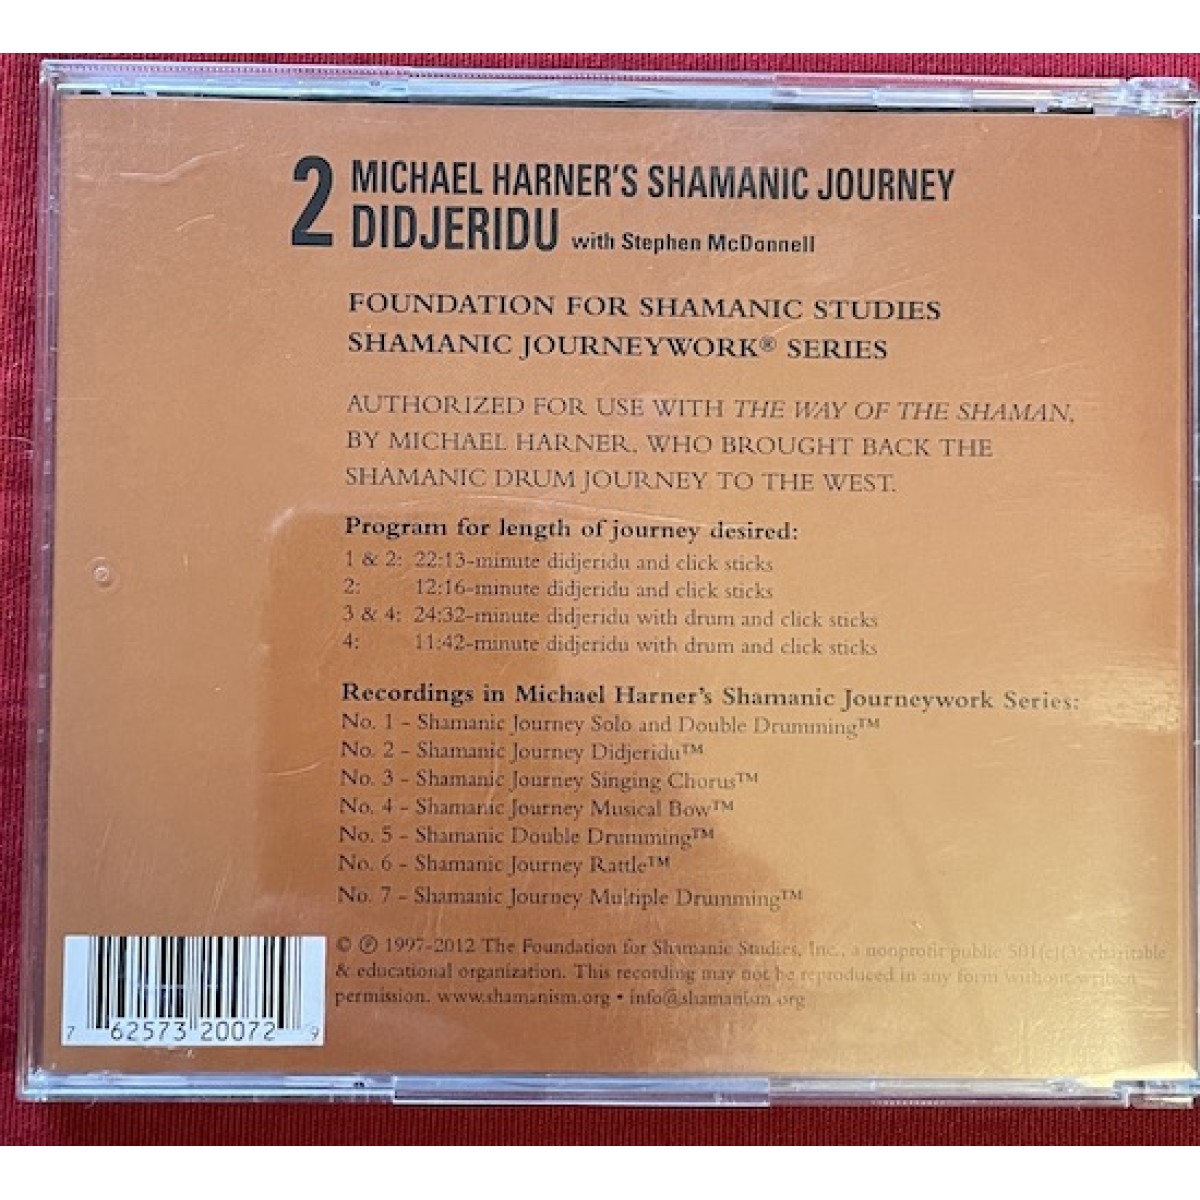 2 MICHAEL HARNER'S SHAMANIC JOURNEY
DIDJERIDU with Stephen McDonnell
FOUNDATION FOR SHAMANIC STUDIES
SHAMANIC JOURNEYWORK® SERIES
AUTHORIZED FOR USE WITH THE WAY OF THE SHAMAN,
BY MICHAEL HARNER, WHO BROUGHT BACK THE
SHAMANIC DRUM JOURNEY TO THE WEST.
Program for length of journey desired:
1 & 2: 22:13-minute didjeridu and click sticks
2: 12:16-minute didjeridu and click sticks
3 & 4: 24:32-minute didjeridu with drum and click sticks
4: 11:42-minute didjeridu with drum and click sticks
Recordings in Michael Harner's Shamanic Journeywork Series:
No. 1 - Shamanic Journey Solo and Double Drumming™
No. 2 - Shamanic Journey Didjeridu™
No. 3 - Shamanic Journey Singing Chorus™
No. 4 - Shamanic Journey Musical Bow™
No. 5 - Shamanic Double Drumming™
No. 6 - Shamanic Journey Rattle™
No. 7 - Shamanic Journey Multiple Drumming™
© ℗ 1997-2012 The Foundation for Shamanic Studies, Inc., a nonprofit public 501(c)(3) charitable
& educational organization. This recording may not be reproduced in any form without written
permission. www.shamanism.org • info@shamanism.org
7 62573 20072 9